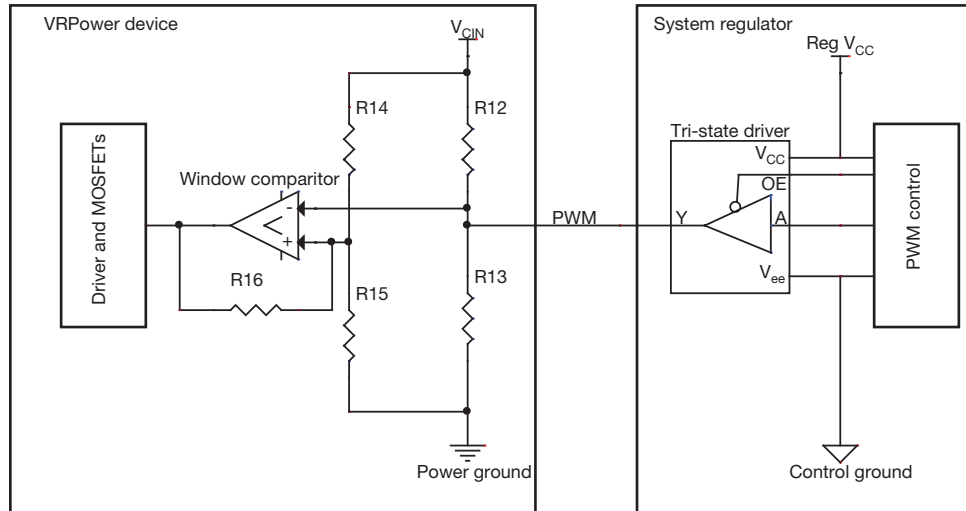 VRPower device
V_CIN
R14
R12
Driver and MOSFETs
Window comparitor
-
+
R16
R15
R13
Power ground
PWM
System regulator
Reg V_CC
Tri-state driver
V_CC
OE
Y
A
V_ee
PWM control
Control ground